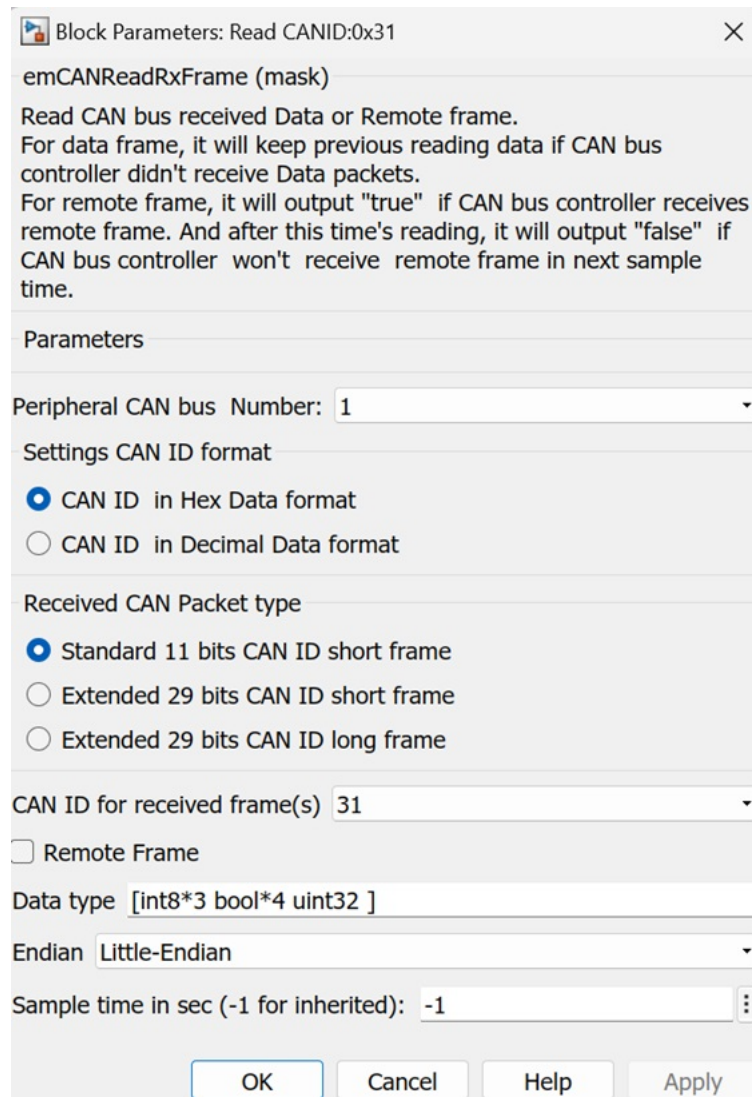 Block Parameters: Read CANID:0x31
emCANReadRxFrame (mask)
Read CAN bus received Data or Remote frame.
For data frame, it will keep previous reading data if CAN bus
controller didn't receive Data packets.
For remote frame, it will output "true"  if CAN bus controller receives
remote frame. And after this time's reading, it will output "false"  if
CAN bus controller  won't  receive  remote frame in next sample
time.
Parameters
Peripheral CAN bus  Number: 1
Settings CAN ID format
CAN ID  in Hex Data format
CAN ID  in Decimal Data format
Received CAN Packet type
Standard 11 bits CAN ID short frame
Extended 29 bits CAN ID short frame
Extended 29 bits CAN ID long frame
CAN ID for received frame(s) 31
Remote Frame
Data type [int8*3 bool*4 uint32 ]
Endian Little-Endian
Sample time in sec (-1 for inherited): -1
OK Cancel Help Apply